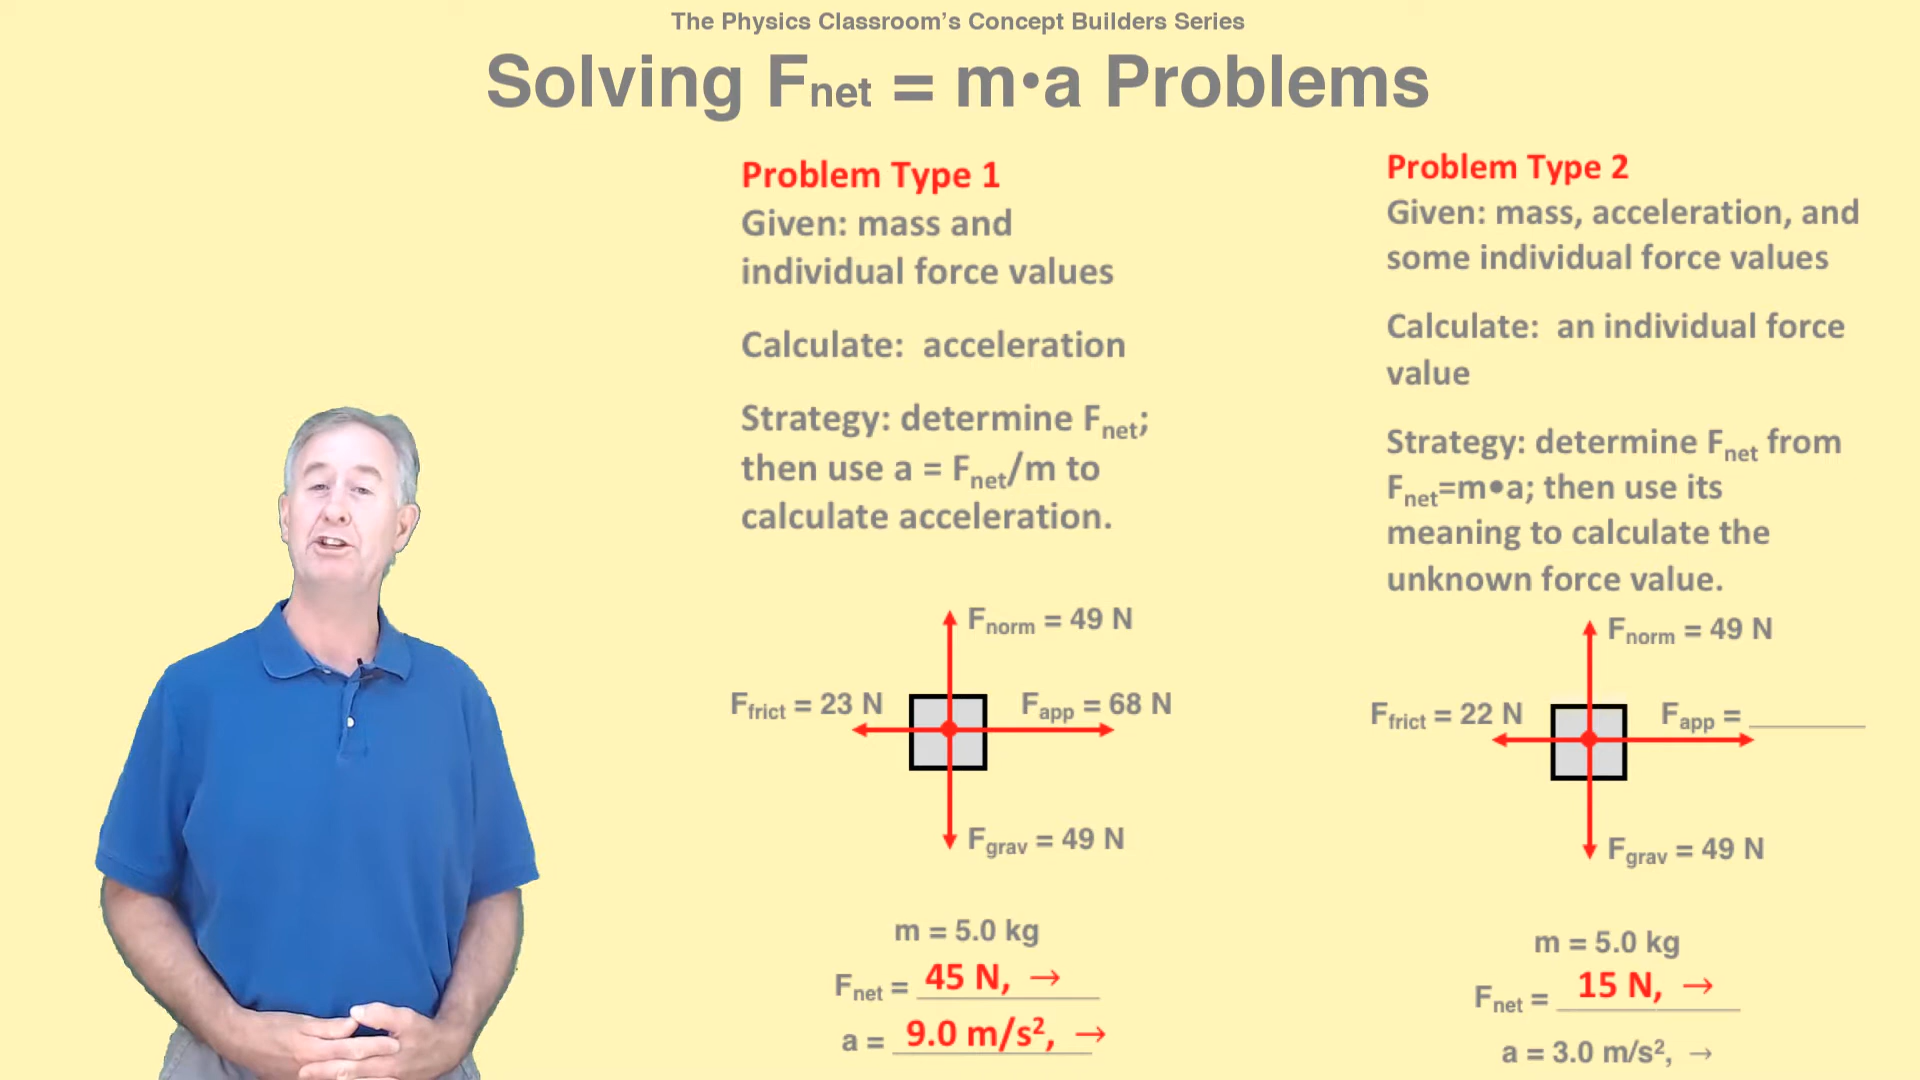 The Physics Classroom's Concept Builders Series
Solving Fnet = m•a Problems
Problem Type 1
Given: mass and
individual force values
Calculate: acceleration
Strategy: determine Fnet;
then use a = Fnet/m to
calculate acceleration.
Fnorm = 49 N
Ffrict = 23 N
Fapp = 68 N
Fgrav = 49 N
m = 5.0 kg
Fnet = 45 N, →
a = 9.0 m/s², →
Problem Type 2
Given: mass, acceleration, and
some individual force values
Calculate: an individual force
value
Strategy: determine Fnet from
Fnet=m•a; then use its
meaning to calculate the
unknown force value.
Fnorm = 49 N
Ffrict = 22 N
Fapp = ______
Fgrav = 49 N
m = 5.0 kg
Fnet = 15 N, →
a = 3.0 m/s², →